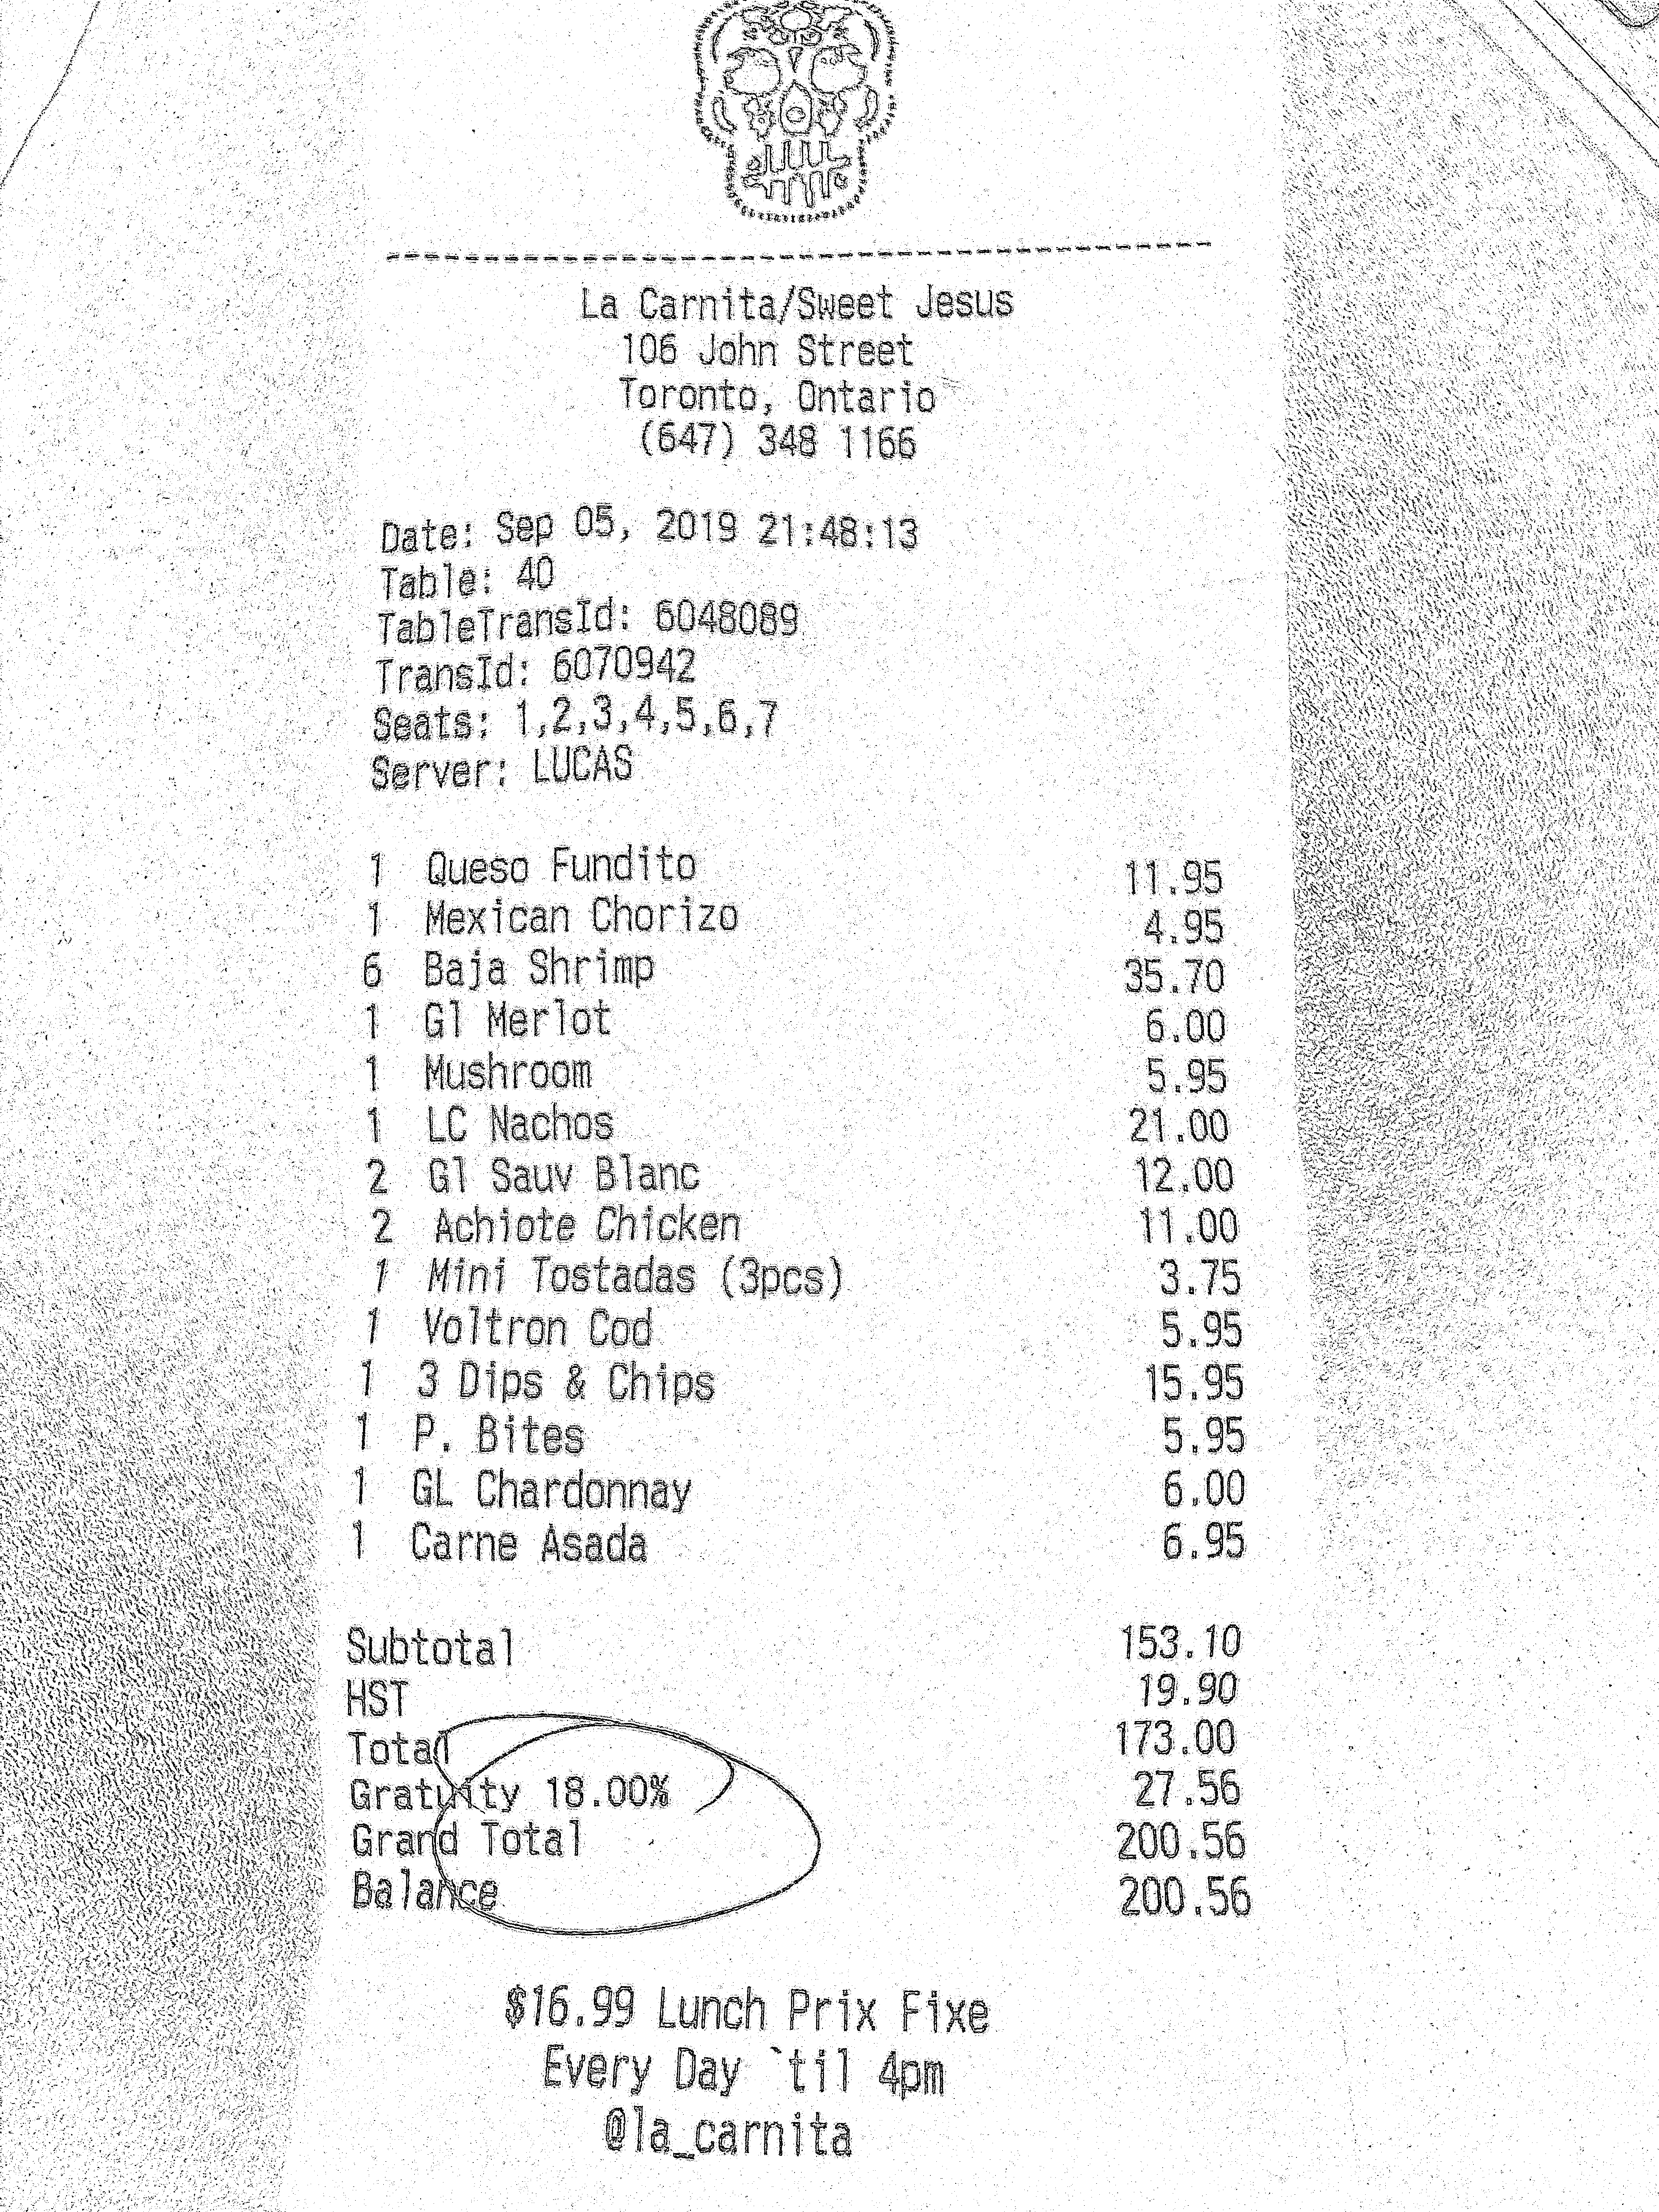 La Carnita/Sweet Jesus
106 John Street
Toronto, Ontario
(647) 348 1166
Date: Sep 05, 2019 21:48:13
Table: 40
TableTransId: 6048089
TransId: 6070942
Seats: 1,2,3,4,5,6,7
Server: LUCAS
1 Queso Fundito 11.95
1 Mexican Chorizo 4.95
6 Baja Shrimp 35.70
1 Gl Merlot 6.00
1 Mushroom 5.95
1 LC Nachos 21.00
2 Gl Sauv Blanc 12.00
2 Achiote Chicken 11.00
1 Mini Tostadas (3pcs) 3.75
1 Voltron Cod 5.95
1 3 Dips & Chips 15.95
1 P. Bites 5.95
1 GL Chardonnay 6.00
1 Carne Asada 6.95
Subtotal 153.10
HST 19.90
Total 173.00
Gratuity 18.00% 27.56
Grand Total 200.56
Balance 200.56
$16.99 Lunch Prix Fixe
Every Day `til 4pm
@la_carnita